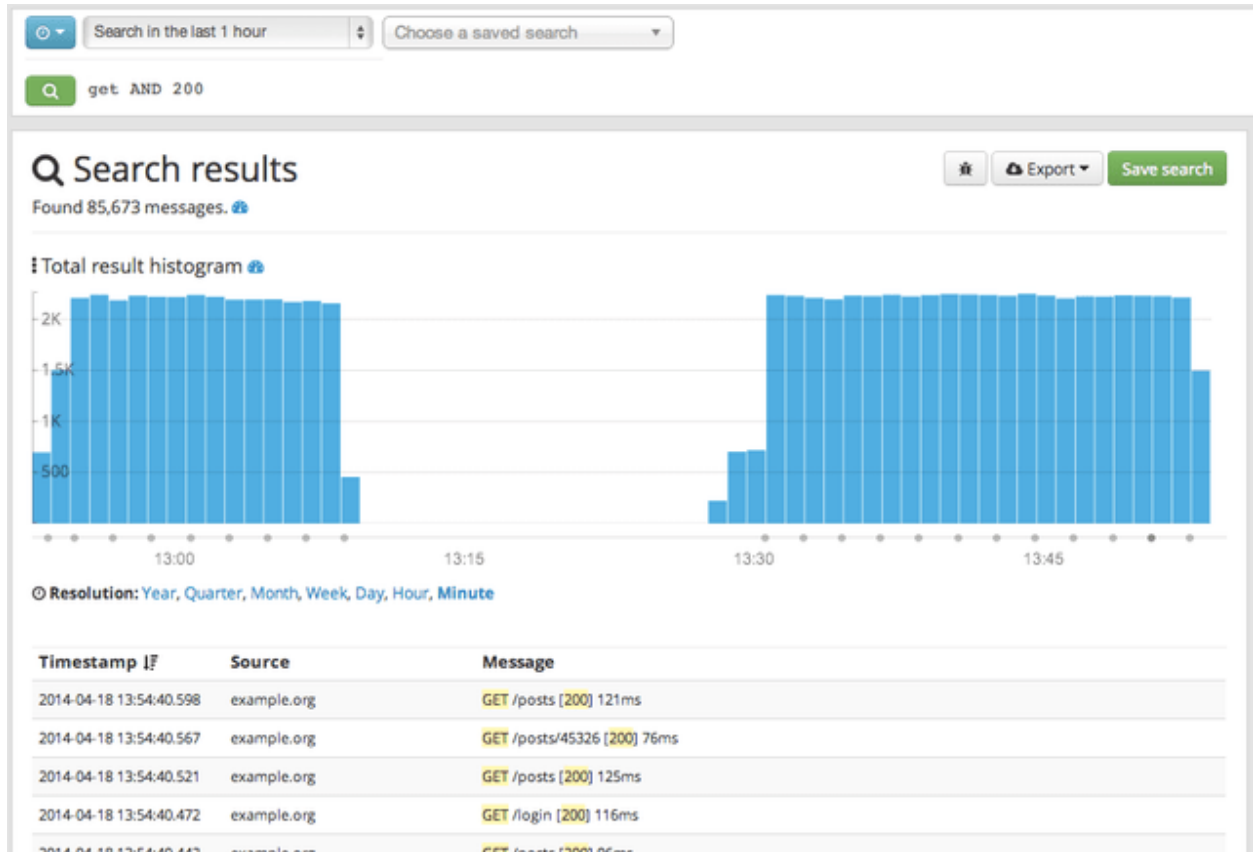 Search in the last 1 hour Choose a saved search
get AND 200
Search results Export Save search
Found 85,673 messages.
Total result histogram
2K
1.5K
1K
500
13:00 13:15 13:30 13:45
Resolution: Year, Quarter, Month, Week, Day, Hour, Minute
Timestamp Source Message
2014-04-18 13:54:40.598 example.org GET /posts [200] 121ms
2014-04-18 13:54:40.567 example.org GET /posts/45326 [200] 76ms
2014-04-18 13:54:40.521 example.org GET /posts [200] 125ms
2014-04-18 13:54:40.472 example.org GET /login [200] 116ms